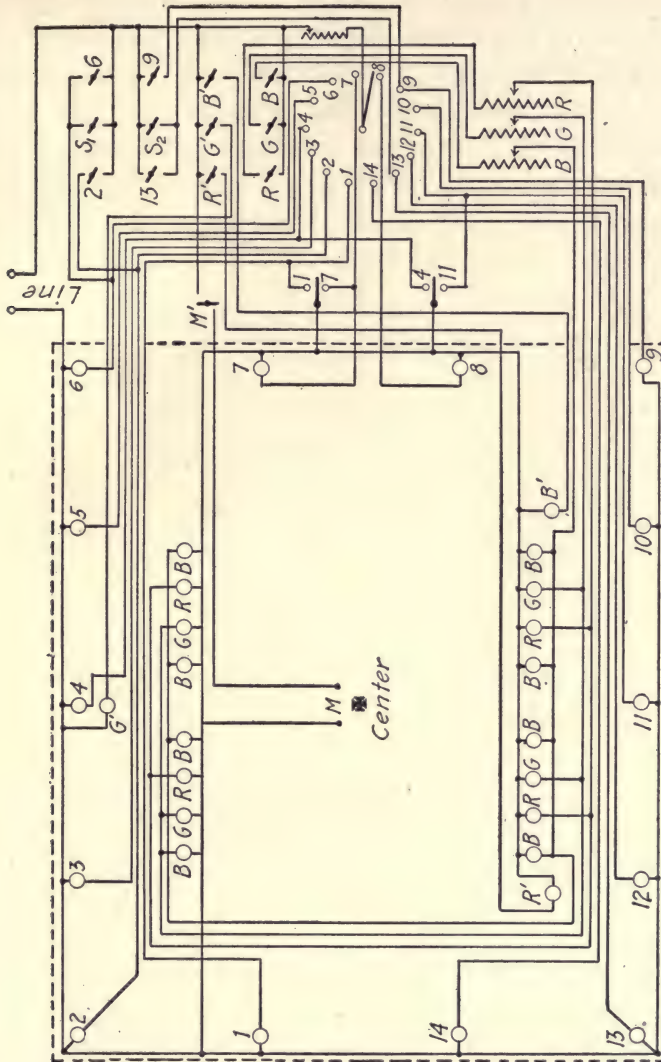 2 3 4 5 6 Line 2 S₁ 6
G'
13 S₂ 9
B G R B B G R B
M' R' G' B'
R G B
1 7 1 7
M
Center
1 2 3 4 5 6 7
14 13 12 11 10 9 8
14 8 4 11
R' B R G B B R G B B'
B G R
13 12 11 10 9